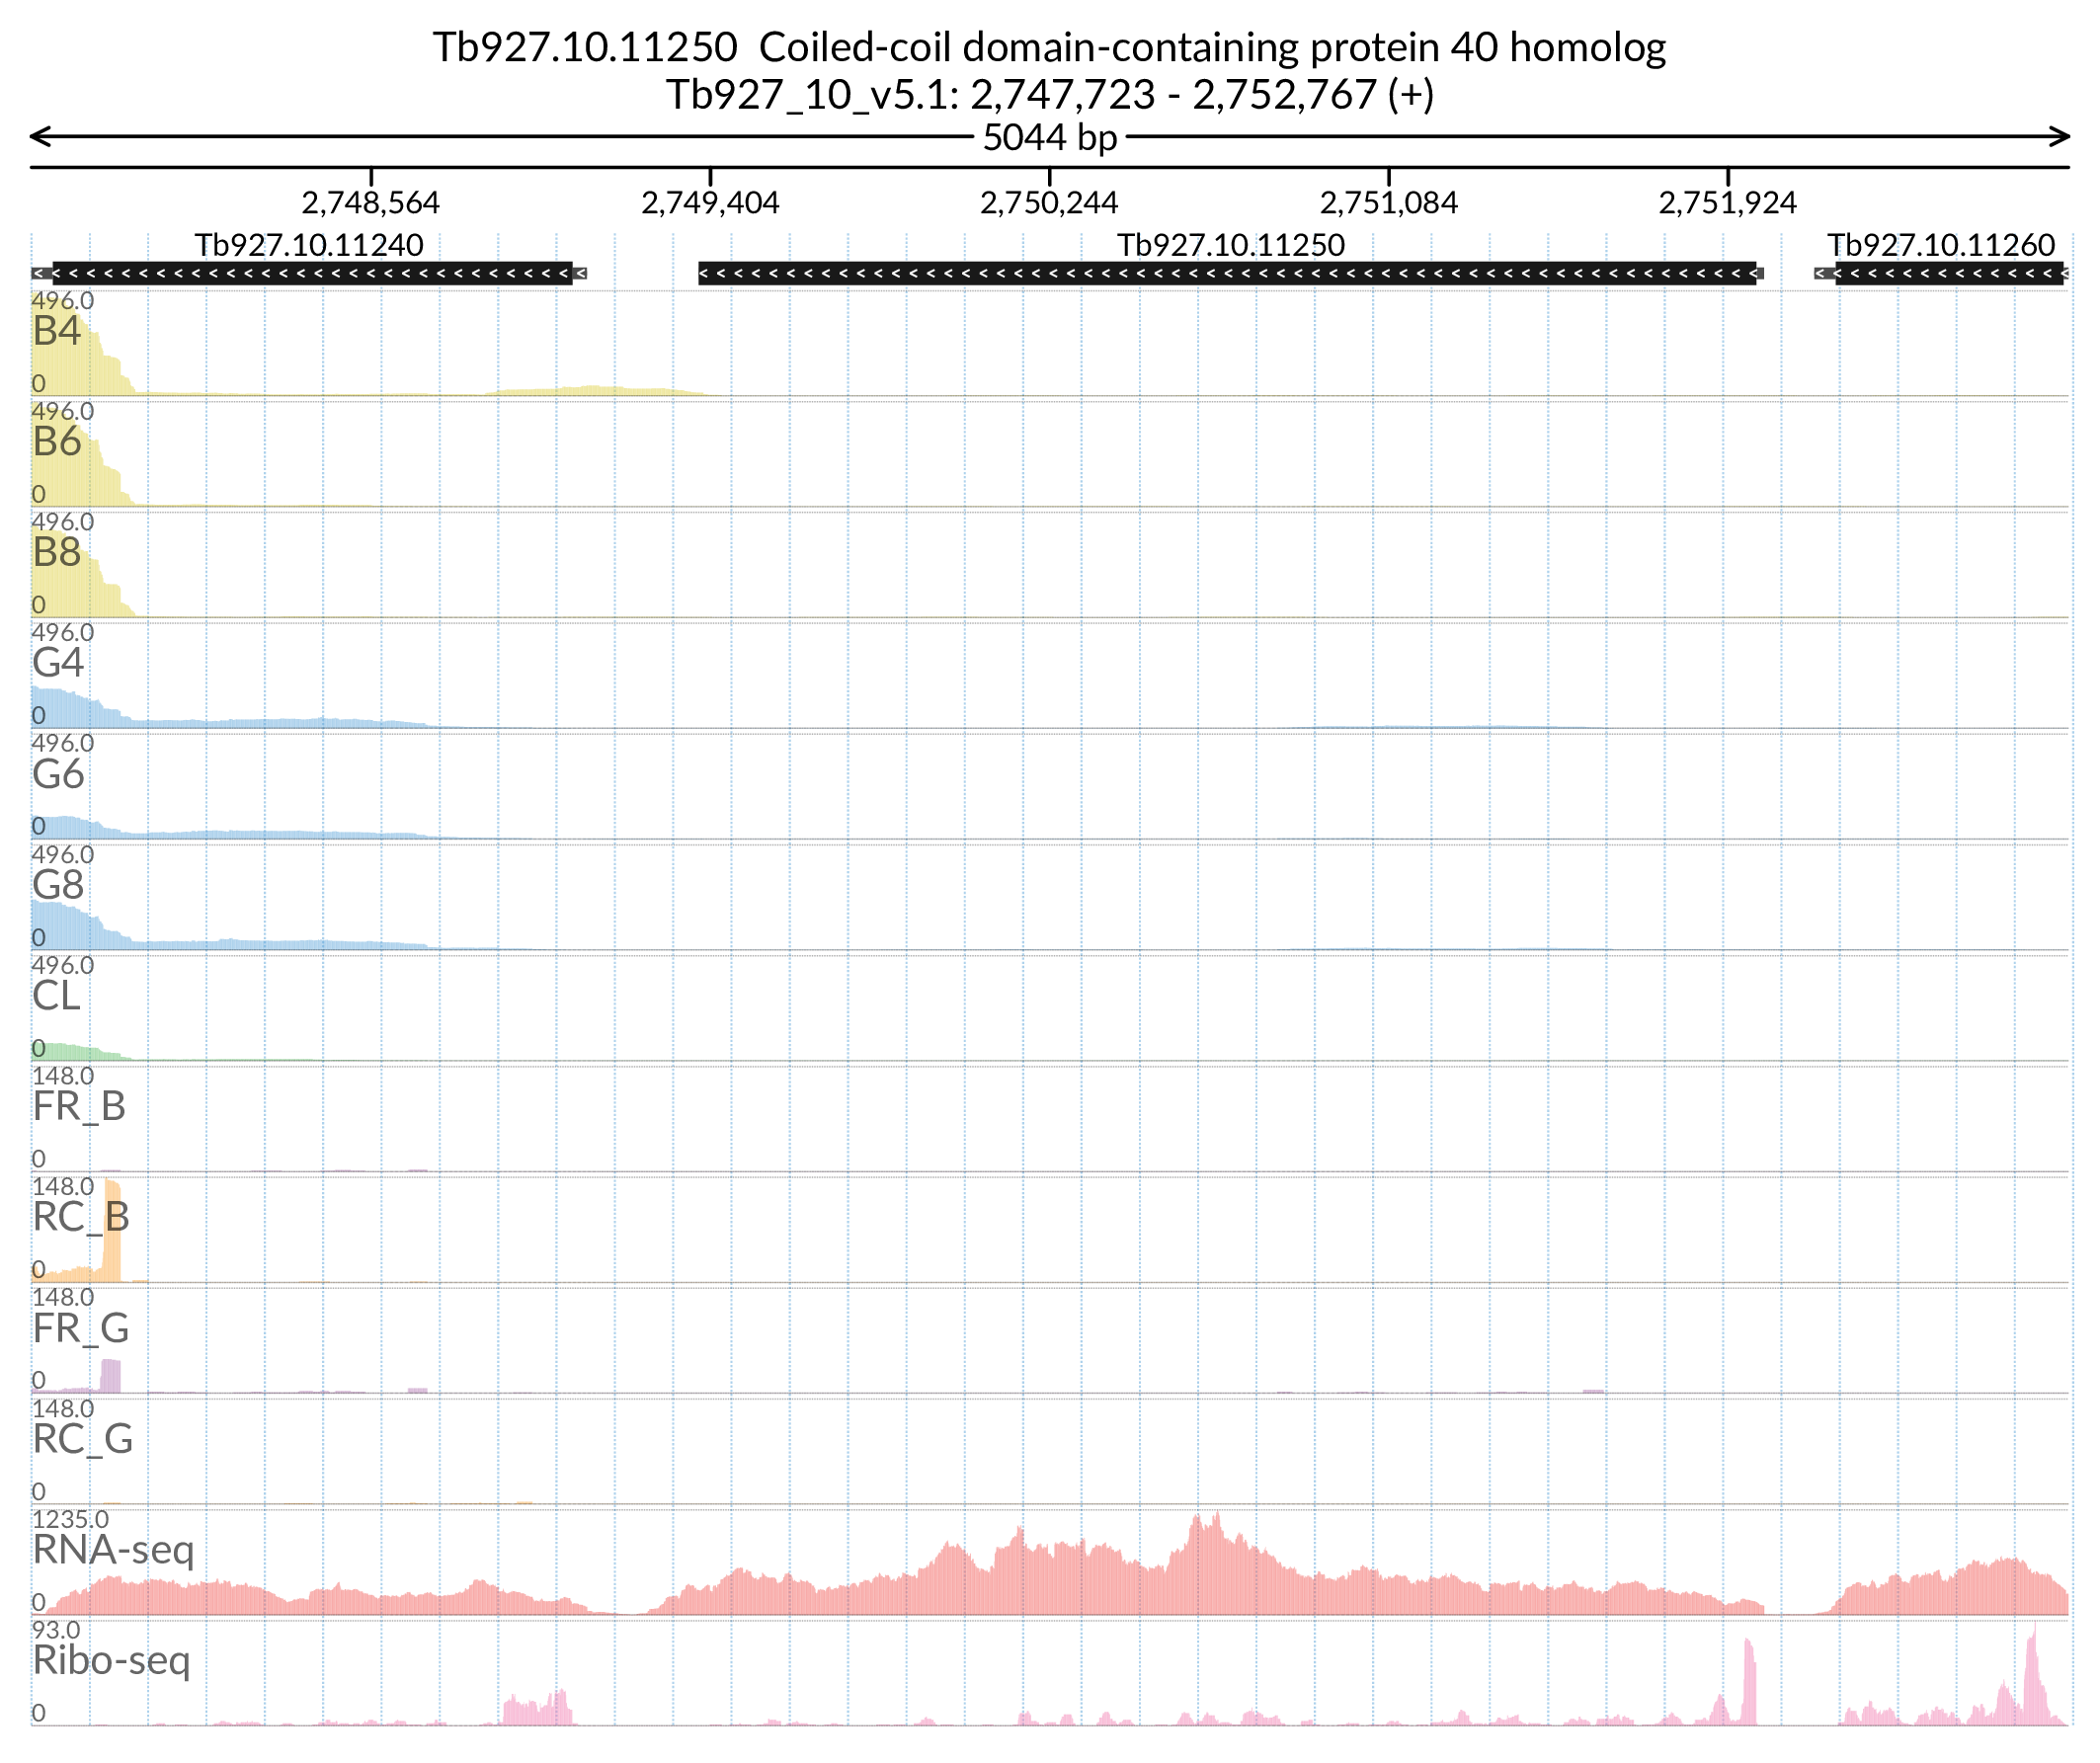 Tb927.10.11250 Coiled-coil domain-containing protein 40 homolog
Tb927_10_v5.1: 2,747,723 - 2,752,767 (+)
5044 bp
2,748,564 2,749,404 2,750,244 2,751,084 2,751,924
Tb927.10.11240 Tb927.10.11250 Tb927.10.11260
496.0
B4
0
496.0
B6
0
496.0
B8
0
496.0
G4
0
496.0
G6
0
496.0
G8
0
496.0
CL
0
148.0
FR_B
0
148.0
RC_B
0
148.0
FR_G
0
148.0
RC_G
0
1235.0
RNA-seq
0
93.0
Ribo-seq
0